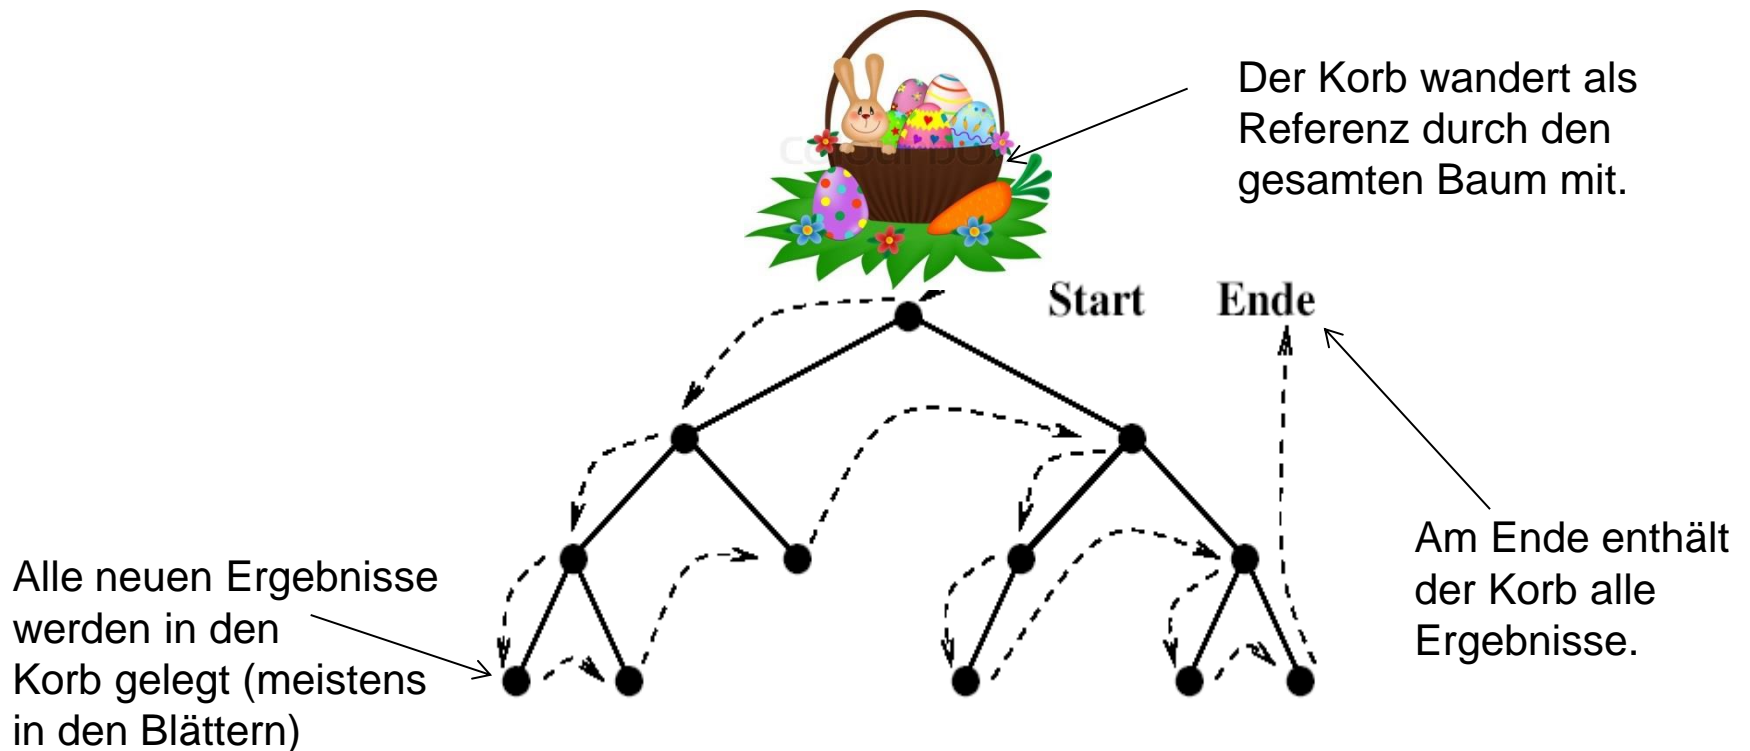 Der Korb wandert als
Referenz durch den
gesamten Baum mit.
Start Ende
Alle neuen Ergebnisse
werden in den
Korb gelegt (meistens
in den Blättern)
Am Ende enthält
der Korb alle
Ergebnisse.